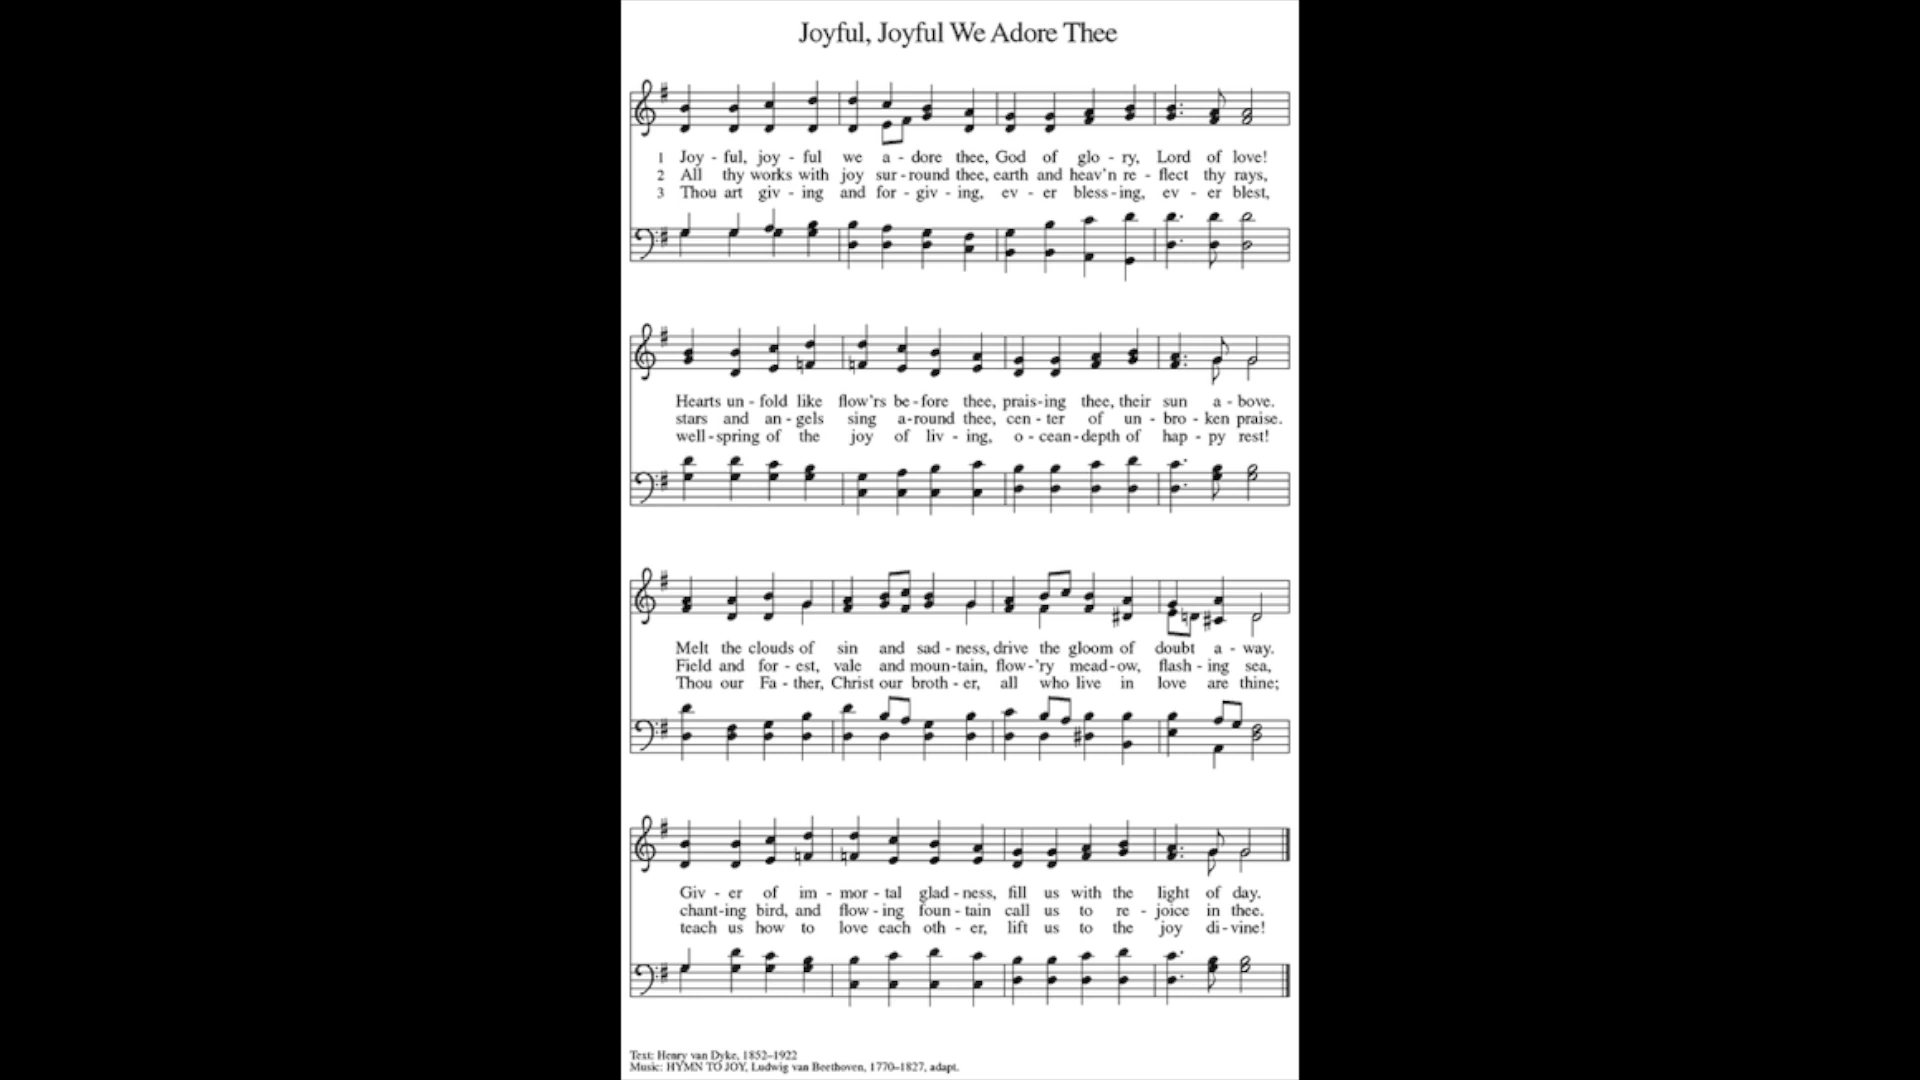 Joyful, Joyful We Adore Thee
1 Joy - ful, joy - ful we a - dore thee, God of glo - ry, Lord of love!
2 All thy works with joy sur - round thee, earth and heav'n re - flect thy rays,
3 Thou art giv - ing and for - giv - ing, ev - er bless - ing, ev - er blest,
Hearts un - fold like flow'rs be - fore thee, prais - ing thee, their sun a - bove.
stars and an - gels sing a - round thee, cen - ter of un - bro - ken praise.
well - spring of the joy of liv - ing, o - cean - depth of hap - py rest!
Melt the clouds of sin and sad - ness, drive the gloom of doubt a - way.
Field and for - est, vale and moun - tain, flow - 'ry mead - ow, flash - ing sea,
Thou our Fa - ther, Christ our broth - er, all who live in love are thine;
Giv - er of im - mor - tal glad - ness, fill us with the light of day.
chant - ing bird, and flow - ing foun - tain call us to re - joice in thee.
teach us how to love each oth - er, lift us to the joy di - vine!
Text: Henry van Dyke, 1852–1922
Music: HYMN TO JOY, Ludwig van Beethoven, 1770–1827, adapt.